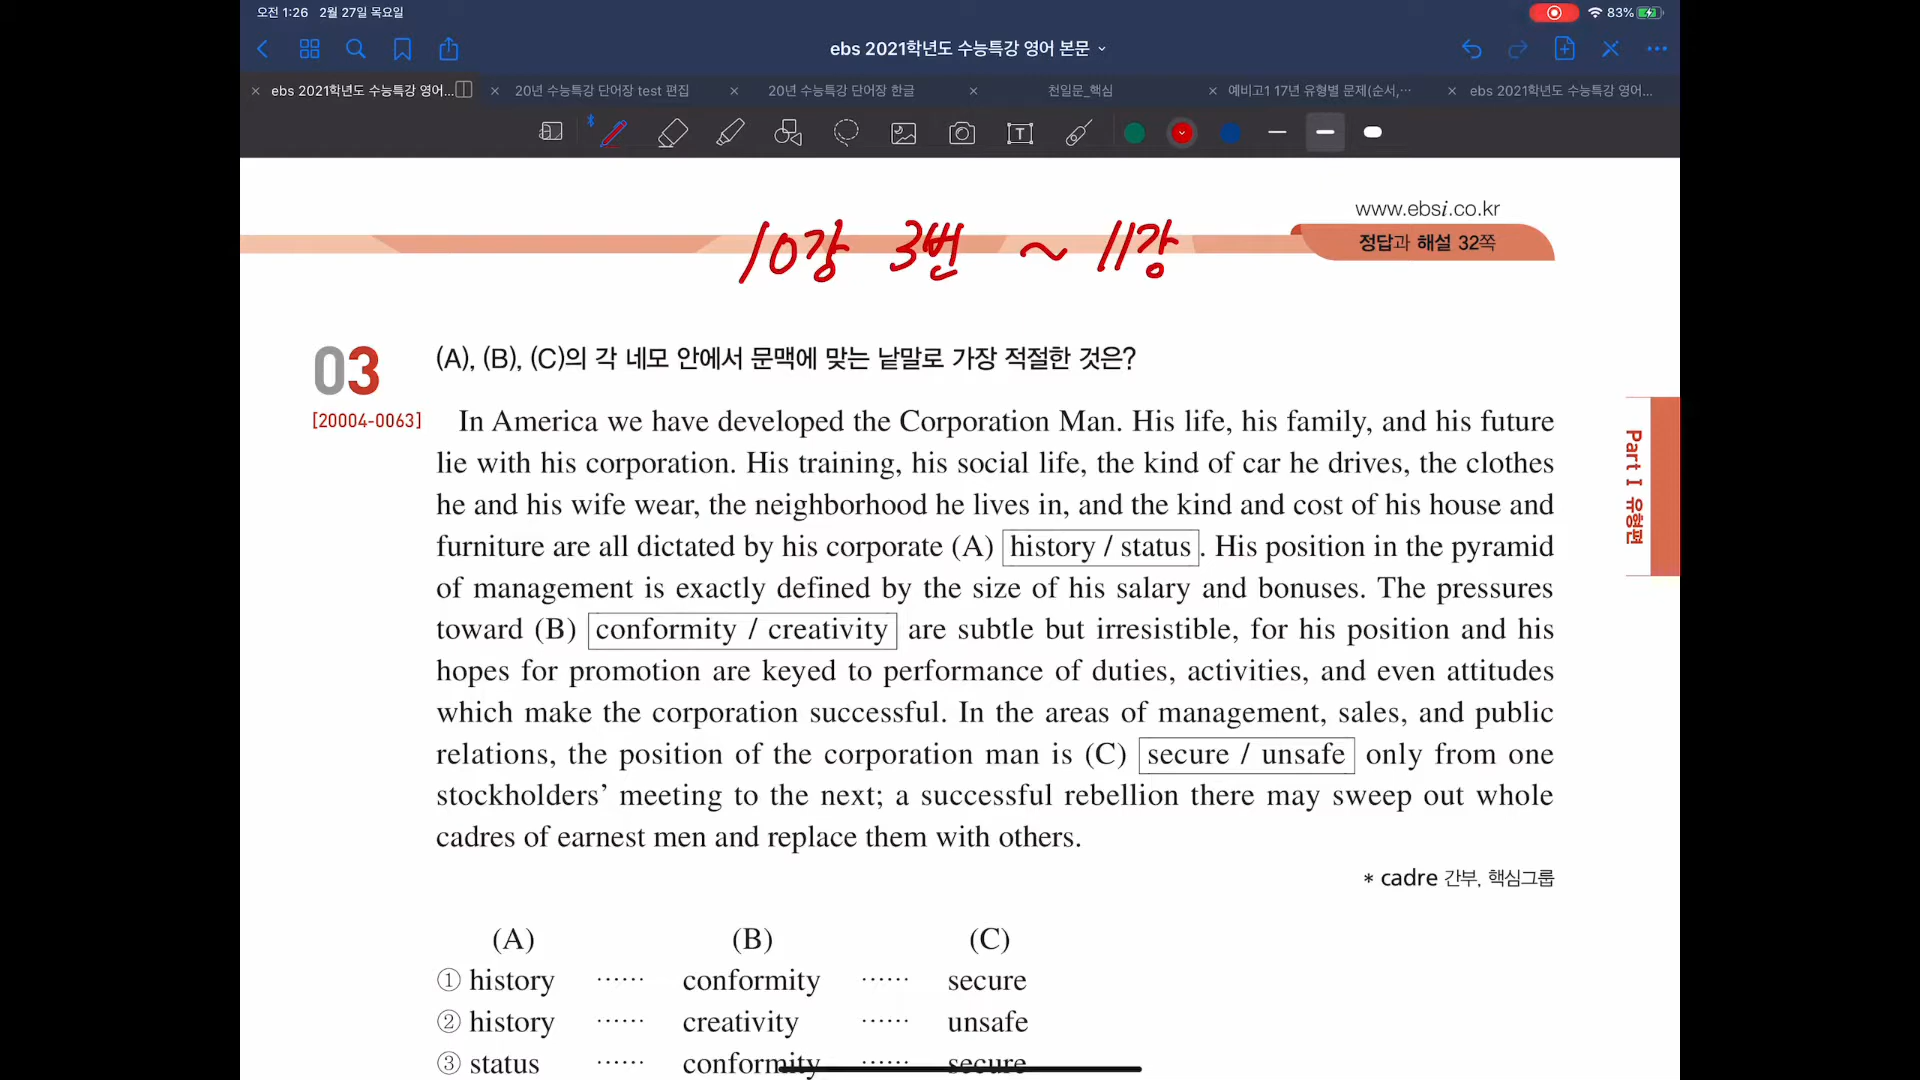 오전 1:26 2월 27일 목요일
83%
ebs 2021학년도 수능특강 영어 본문
ebs 2021학년도 수능특강 영어...
20년 수능특강 단어장 test 편집
20년 수능특강 단어장 한글
천일문_핵심
예비고1 17년 유형별 문제(순서,...
ebs 2021학년도 수능특강 영어...
www.ebsi.co.kr
정답과 해설 32쪽
10강 3번 ~ 11강
03
(A), (B), (C)의 각 네모 안에서 문맥에 맞는 낱말로 가장 적절한 것은?
[20004-0063]
In America we have developed the Corporation Man. His life, his family, and his future
lie with his corporation. His training, his social life, the kind of car he drives, the clothes
he and his wife wear, the neighborhood he lives in, and the kind and cost of his house and
furniture are all dictated by his corporate (A) history / status. His position in the pyramid
of management is exactly defined by the size of his salary and bonuses. The pressures
toward (B) conformity / creativity are subtle but irresistible, for his position and his
hopes for promotion are keyed to performance of duties, activities, and even attitudes
which make the corporation successful. In the areas of management, sales, and public
relations, the position of the corporation man is (C) secure / unsafe only from one
stockholders’ meeting to the next; a successful rebellion there may sweep out whole
cadres of earnest men and replace them with others.
* cadre 간부, 핵심그룹
Part I 유형편
(A) (B) (C)
① history ...... conformity ...... secure
② history ...... creativity ...... unsafe
③ status ...... conformity ...... secure